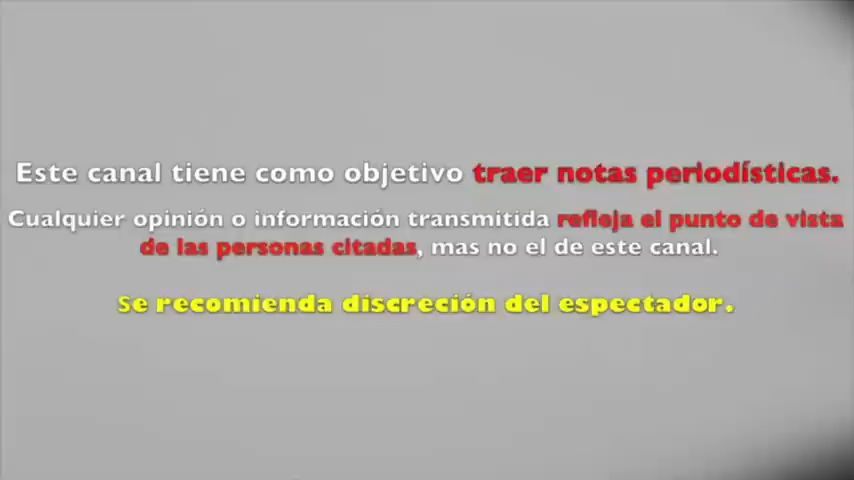 Este canal tiene como objetivo traer notas periodísticas.
Cualquier opinión o información transmitida refleja el punto de vista
de las personas citadas, mas no el de este canal.
Se recomienda discreción del espectador.